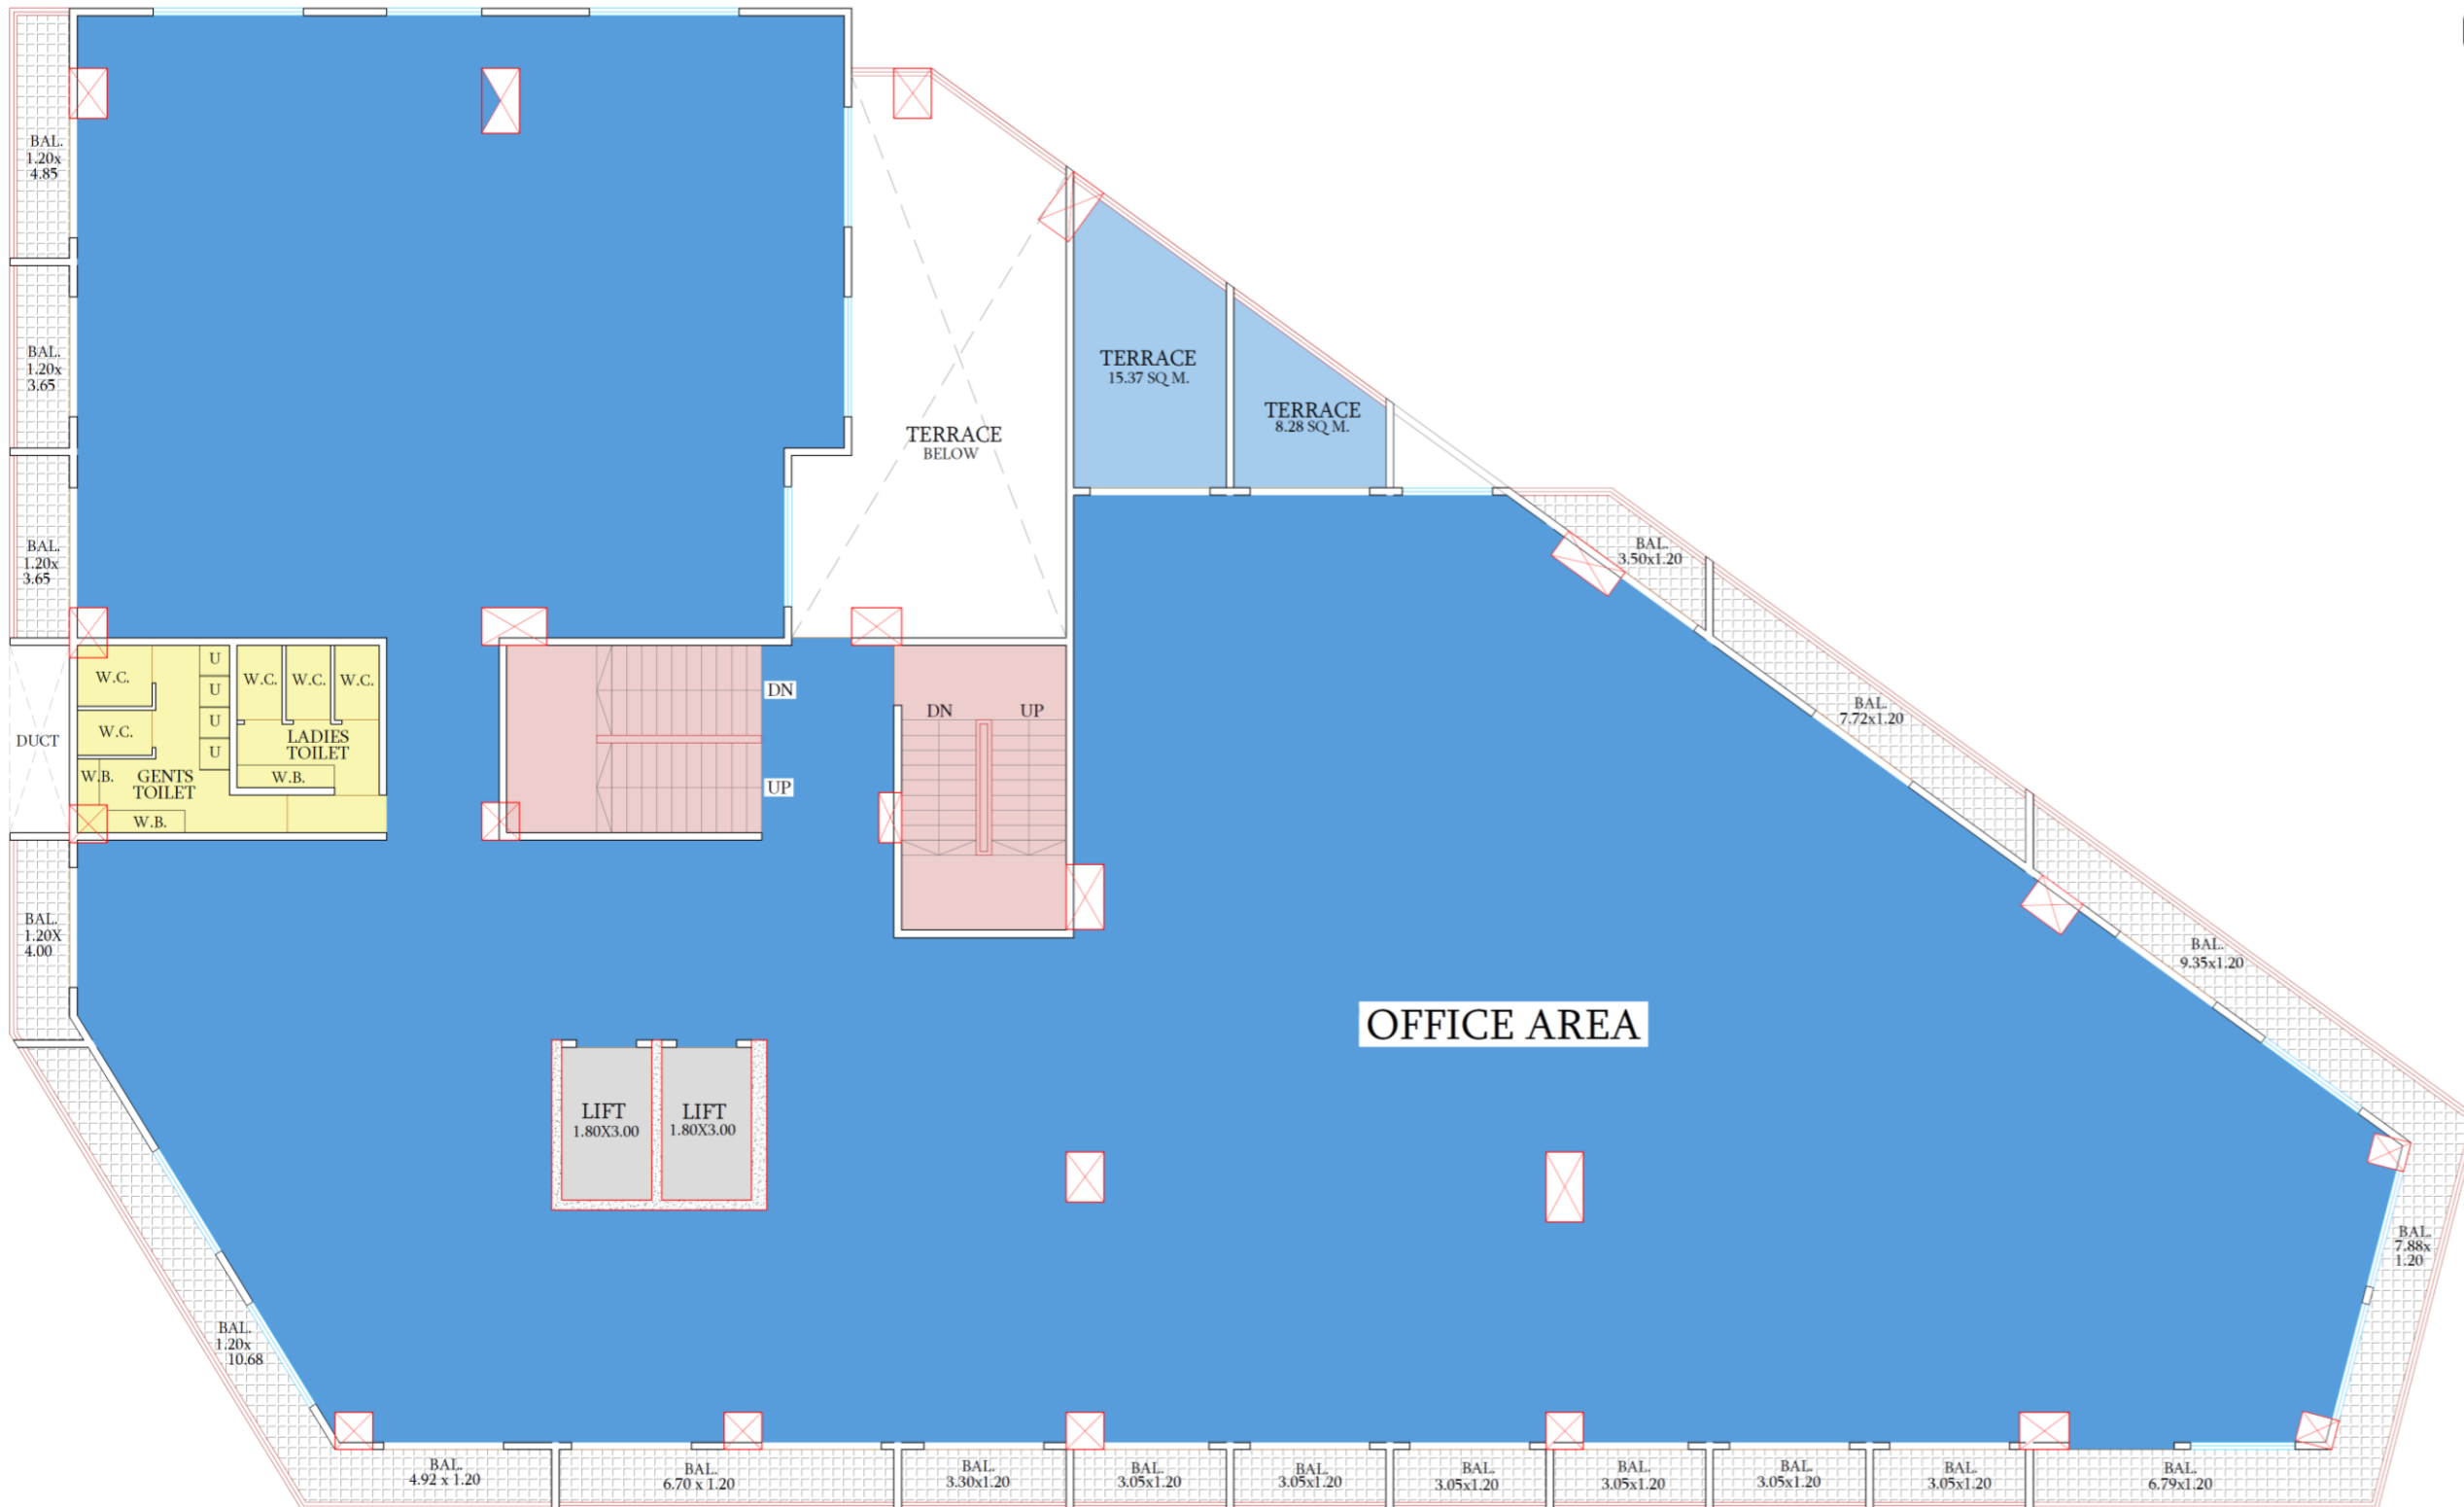 BAL.
1.20x
4.85
BAL.
1.20x
3.65
BAL.
1.20x
3.65
TERRACE
BELOW
TERRACE
15.37 SQ M.
TERRACE
8.28 SQ M.
BAL.
3.50x1.20
BAL.
7.72x1.20
BAL.
9.35x1.20
BAL.
7.88x
1.20
DUCT
W.C.
W.C.
W.B.
GENTS
TOILET
W.B.
U
U
U
U
W.C.
W.C.
W.C.
LADIES
TOILET
W.B.
DN
UP
DN
UP
BAL.
1.20X
4.00
OFFICE AREA
LIFT
1.80X3.00
LIFT
1.80X3.00
BAL.
1.20x
10.68
BAL.
4.92 x 1.20
BAL.
6.70 x 1.20
BAL.
3.30x1.20
BAL.
3.05x1.20
BAL.
3.05x1.20
BAL.
3.05x1.20
BAL.
3.05x1.20
BAL.
3.05x1.20
BAL.
3.05x1.20
BAL.
6.79x1.20